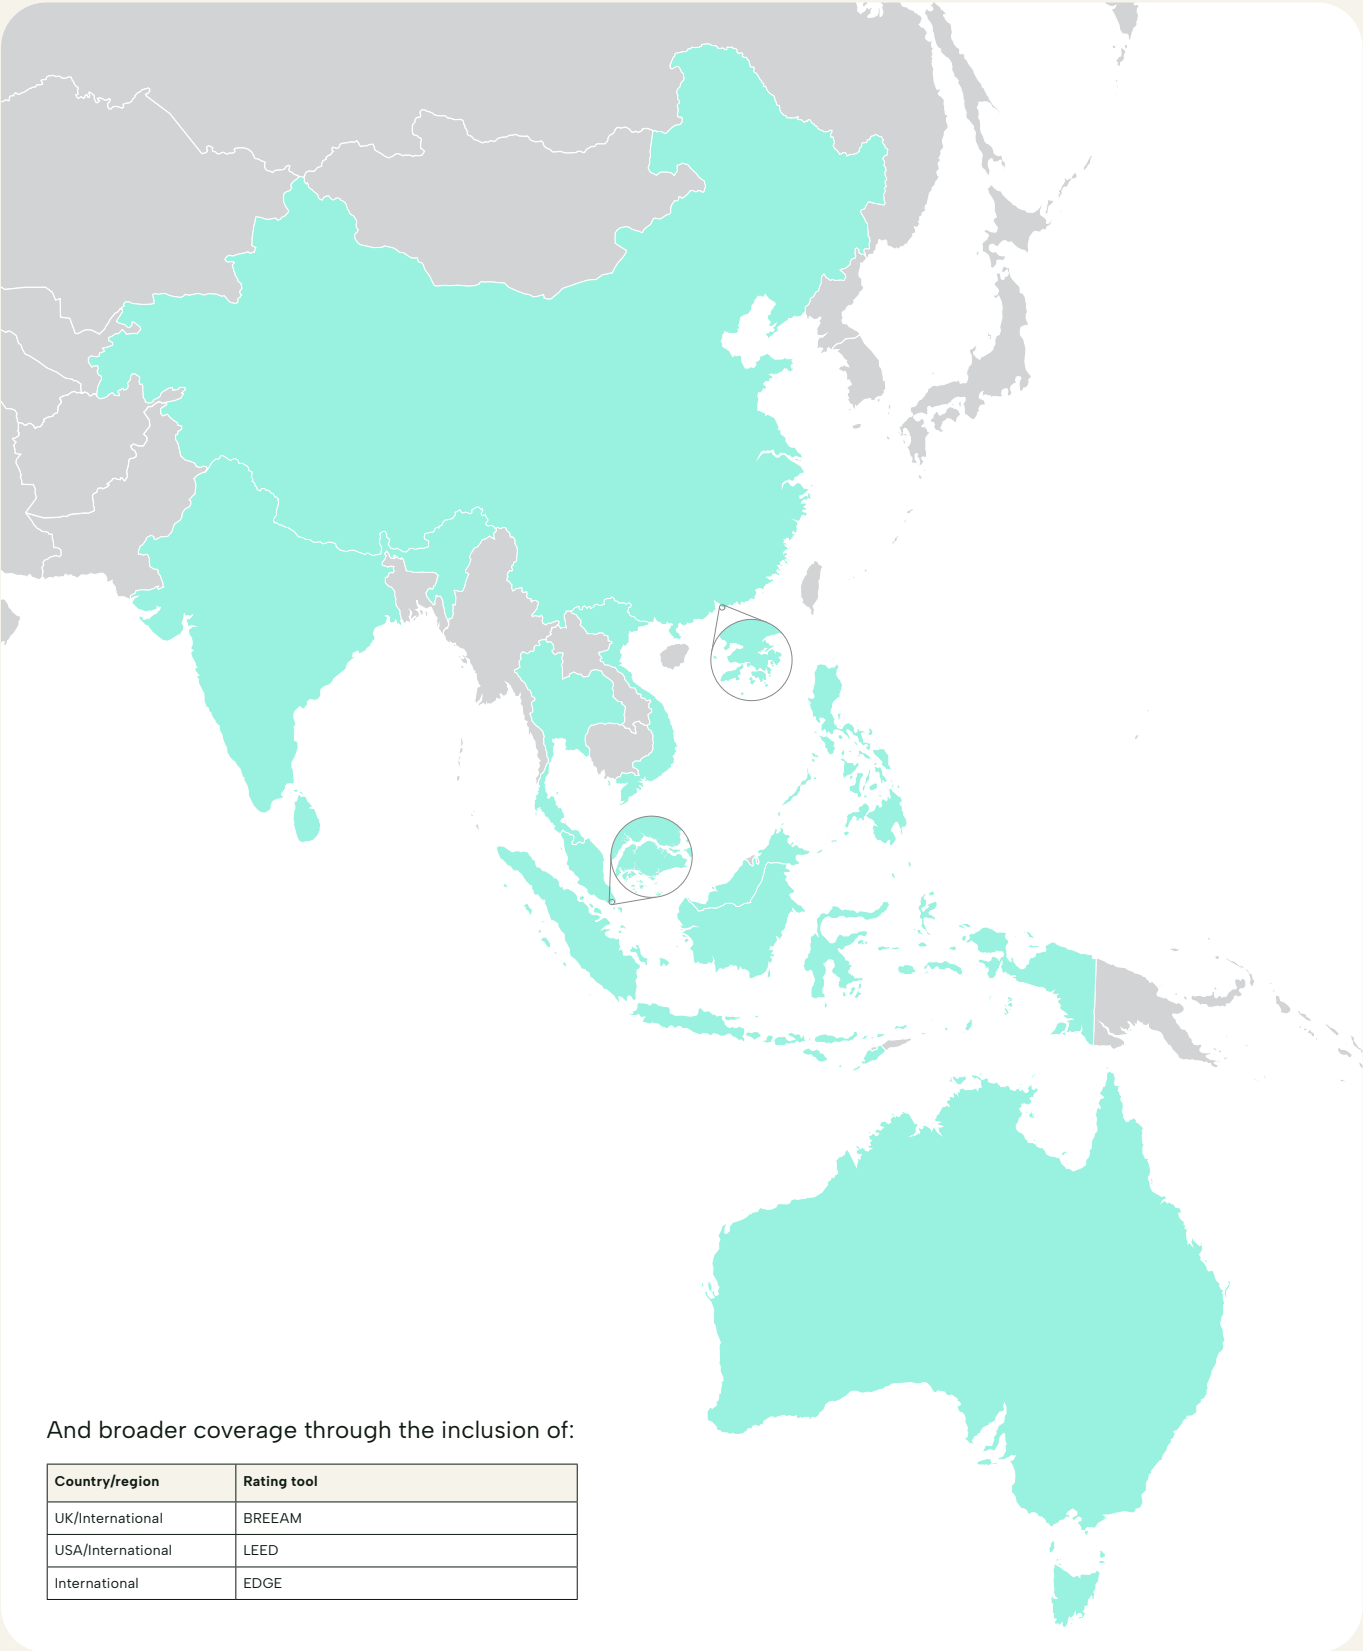 And broader coverage through the inclusion of:
Country/region Rating tool
UK/International BREEAM
USA/International LEED
International EDGE